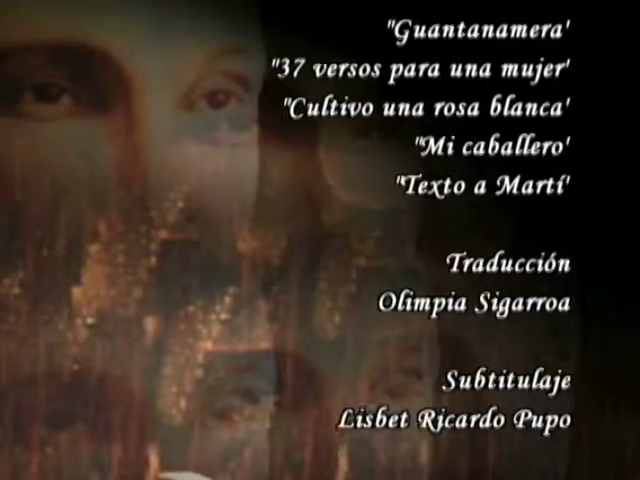 "Guantanamera'
"37 versos para una mujer'
"Cultivo una rosa blanca'
"Mi caballero'
"Texto a Martí'
Traducción
Olimpia Sigarroa
Subtitulaje
Lisbet Ricardo Pupo